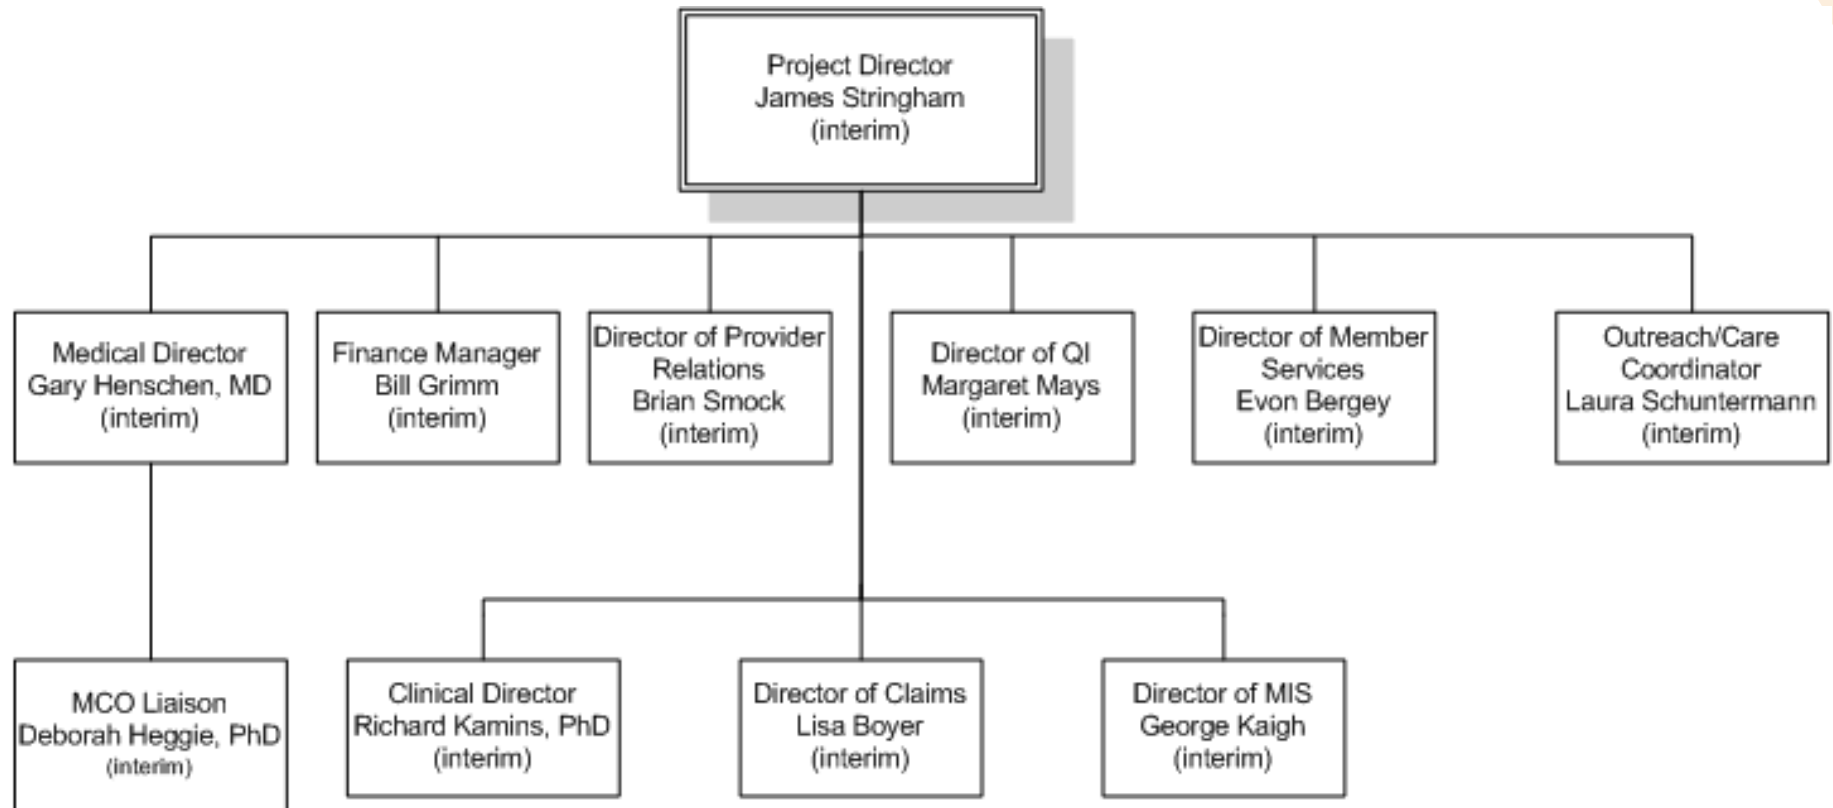 Project Director
James Stringham
(interim)
Medical Director
Gary Henschen, MD
(interim)
Finance Manager
Bill Grimm
(interim)
Director of Provider
Relations
Brian Smock
(interim)
Director of QI
Margaret Mays
(interim)
Director of Member
Services
Evon Bergey
(interim)
Outreach/Care
Coordinator
Laura Schuntermann
(interim)
MCO Liaison
Deborah Heggie, PhD
(interim)
Clinical Director
Richard Kamins, PhD
(interim)
Director of Claims
Lisa Boyer
(interim)
Director of MIS
George Kaigh
(interim)